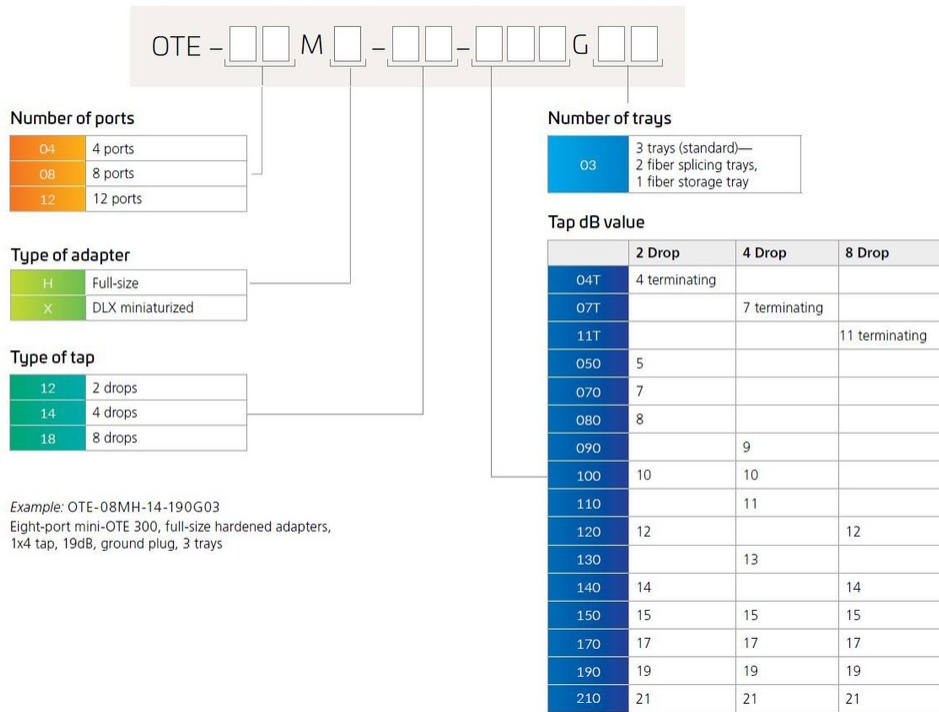 OTE – M – – G
Number of ports
04 4 ports
08 8 ports
12 12 ports
Type of adapter
H Full-size
X DLX miniaturized
Type of tap
12 2 drops
14 4 drops
18 8 drops
Example: OTE-08MH-14-190G03
Eight-port mini-OTE 300, full-size hardened adapters,
1x4 tap, 19dB, ground plug, 3 trays
Number of trays
03 3 trays (standard)—
2 fiber splicing trays,
1 fiber storage tray
Tap dB value
2 Drop 4 Drop 8 Drop
04T 4 terminating
07T 7 terminating
11T 11 terminating
050 5
070 7
080 8
090 9
100 10 10
110 11
120 12 12
130 13
140 14 14
150 15 15 15
170 17 17 17
190 19 19 19
210 21 21 21